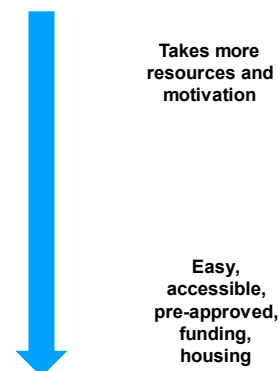 Takes more
resources and
motivation
Easy,
accessible,
pre-approved,
funding,
housing